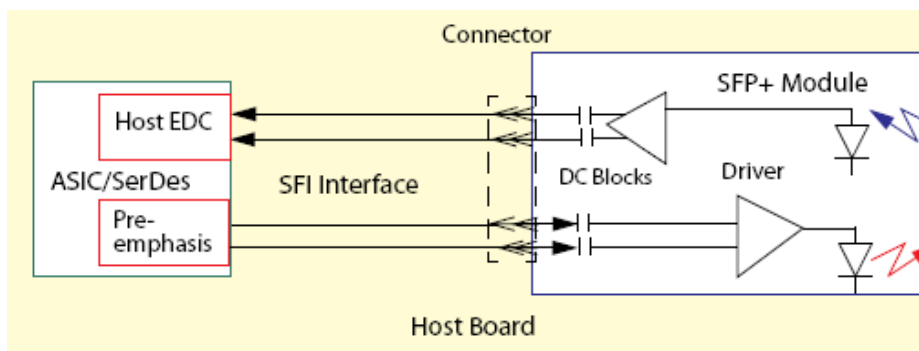 Connector
SFP+ Module
Host EDC
ASIC/SerDes
SFI Interface
DC Blocks
Driver
Pre-
emphasis
Host Board